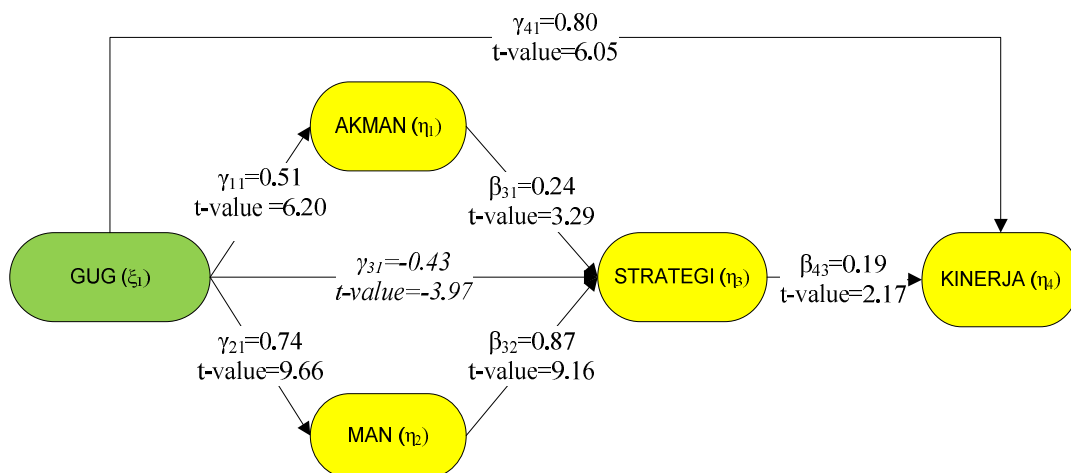 γ₄₁=0.80
t-value=6.05
AKMAN (η₁)
γ₁₁=0.51
t-value =6.20
β₃₁=0.24
t-value=3.29
GUG (ξ₁)
γ₃₁=-0.43
t-value=-3.97
STRATEGI (η₃)
β₄₃=0.19
t-value=2.17
KINERJA (η₄)
γ₂₁=0.74
t-value=9.66
β₃₂=0.87
t-value=9.16
MAN (η₂)